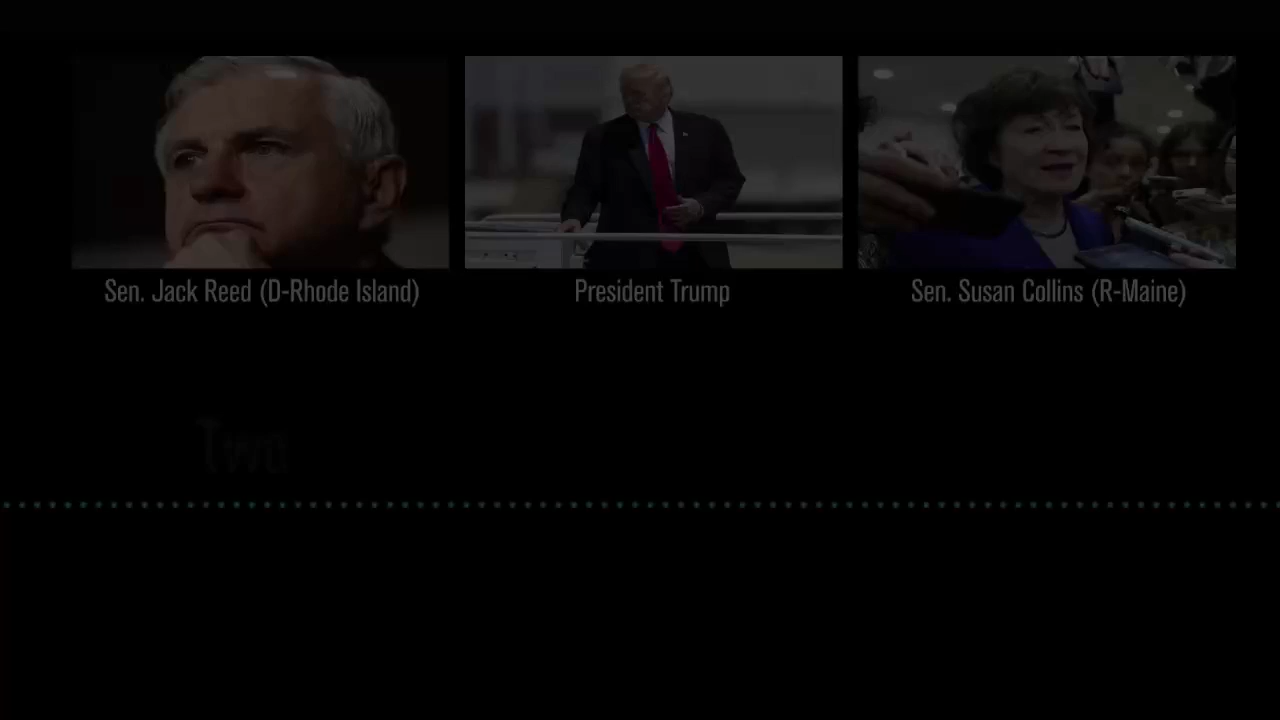 Sen. Jack Reed (D-Rhode Island)
President Trump
Sen. Susan Collins (R-Maine)
Two